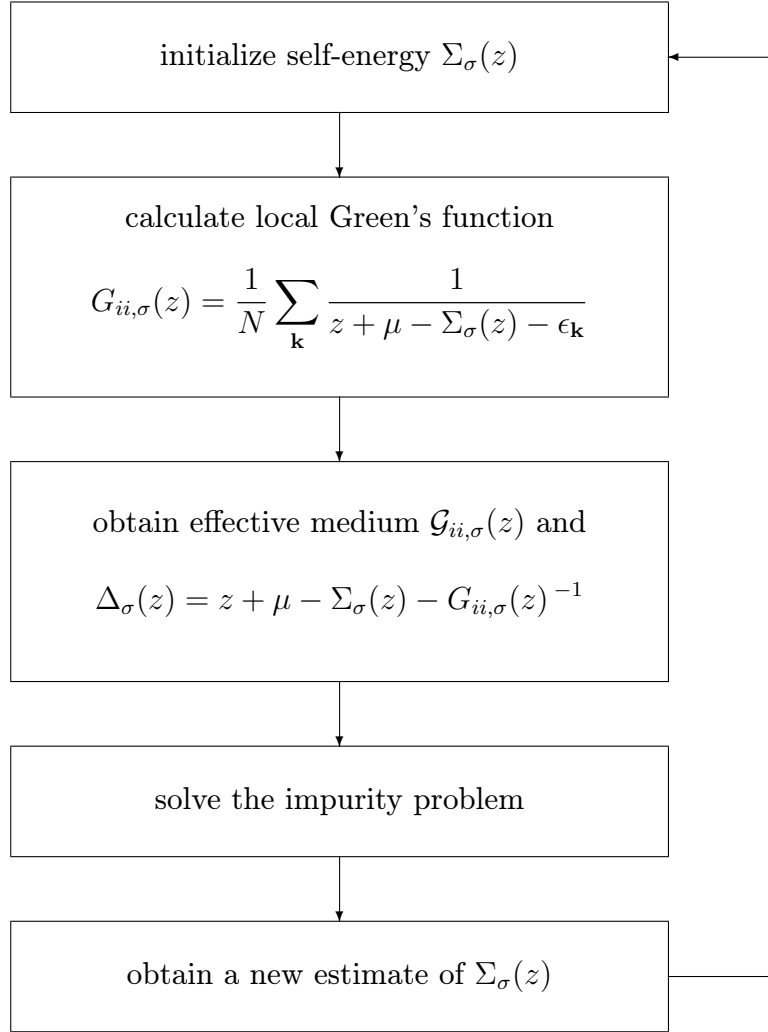 initialize self-energy Σ_σ(z)
calculate local Green's function
G_{ii,σ}(z) = \frac{1}{N} \sum_{\mathbf{k}} \frac{1}{z + μ − Σ_σ(z) − ϵ_{\mathbf{k}}}
obtain effective medium \mathcal{G}_{ii,σ}(z) and
Δ_σ(z) = z + μ − Σ_σ(z) − G_{ii,σ}(z)^{−1}
solve the impurity problem
obtain a new estimate of Σ_σ(z)